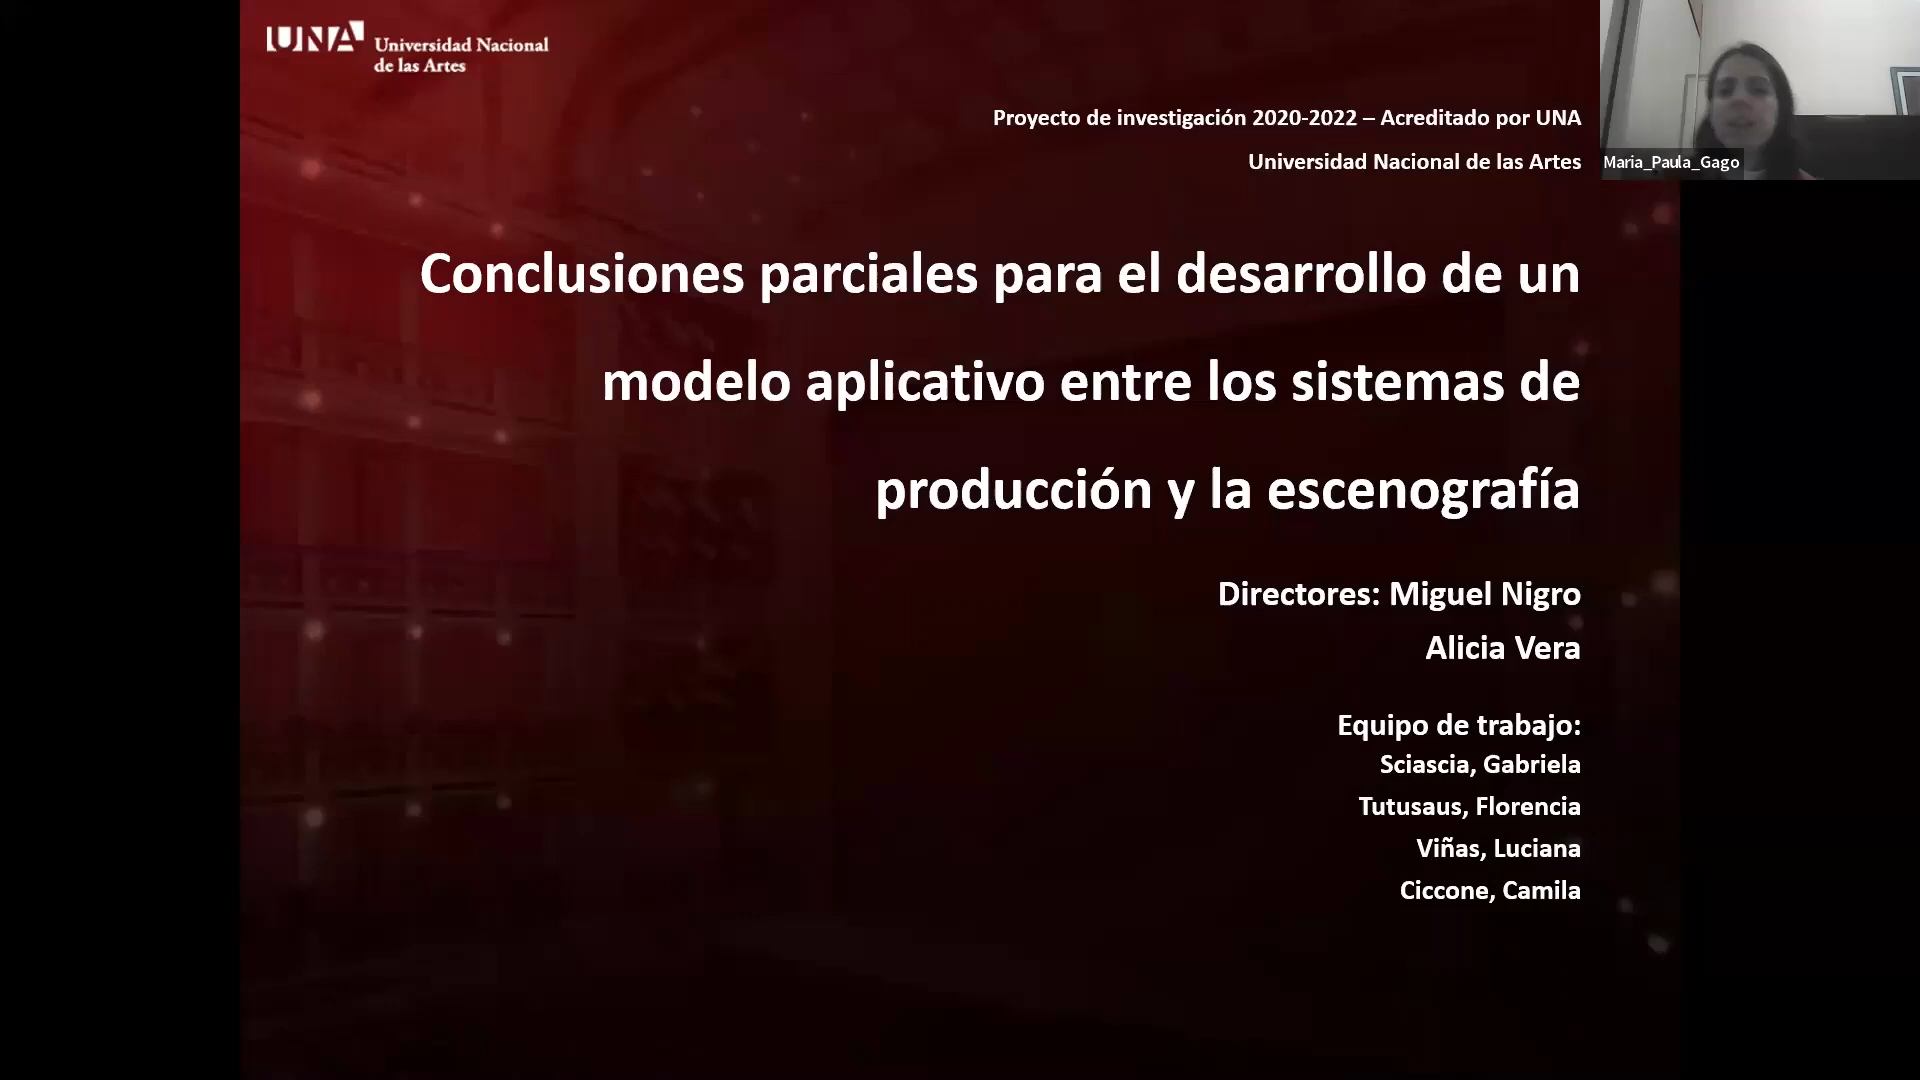 UNA Universidad Nacional
de las Artes
Proyecto de investigación 2020-2022 – Acreditado por UNA
Universidad Nacional de las Artes
Maria_Paula_Gago
Conclusiones parciales para el desarrollo de un
modelo aplicativo entre los sistemas de
producción y la escenografía
Directores: Miguel Nigro
Alicia Vera
Equipo de trabajo:
Sciascia, Gabriela
Tutusaus, Florencia
Viñas, Luciana
Ciccone, Camila